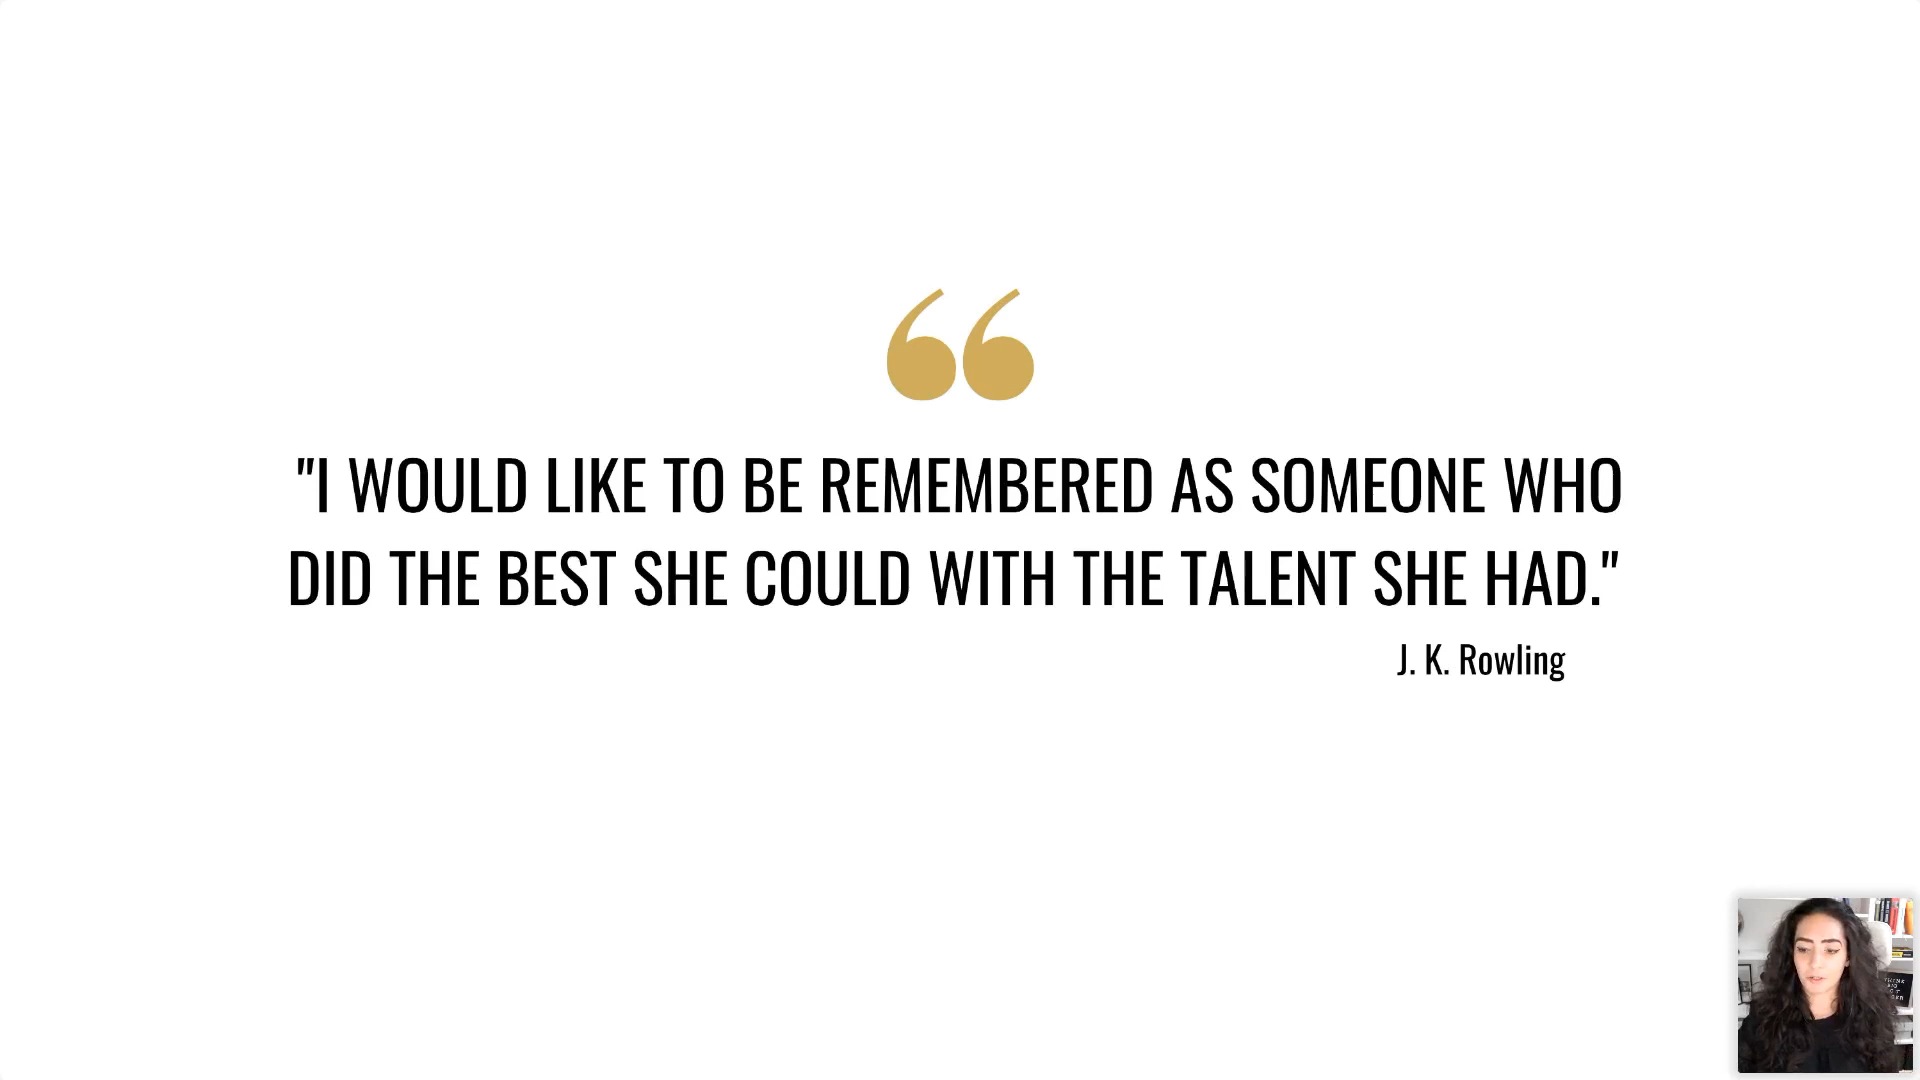 "I WOULD LIKE TO BE REMEMBERED AS SOMEONE WHO
DID THE BEST SHE COULD WITH THE TALENT SHE HAD."
J. K. Rowling